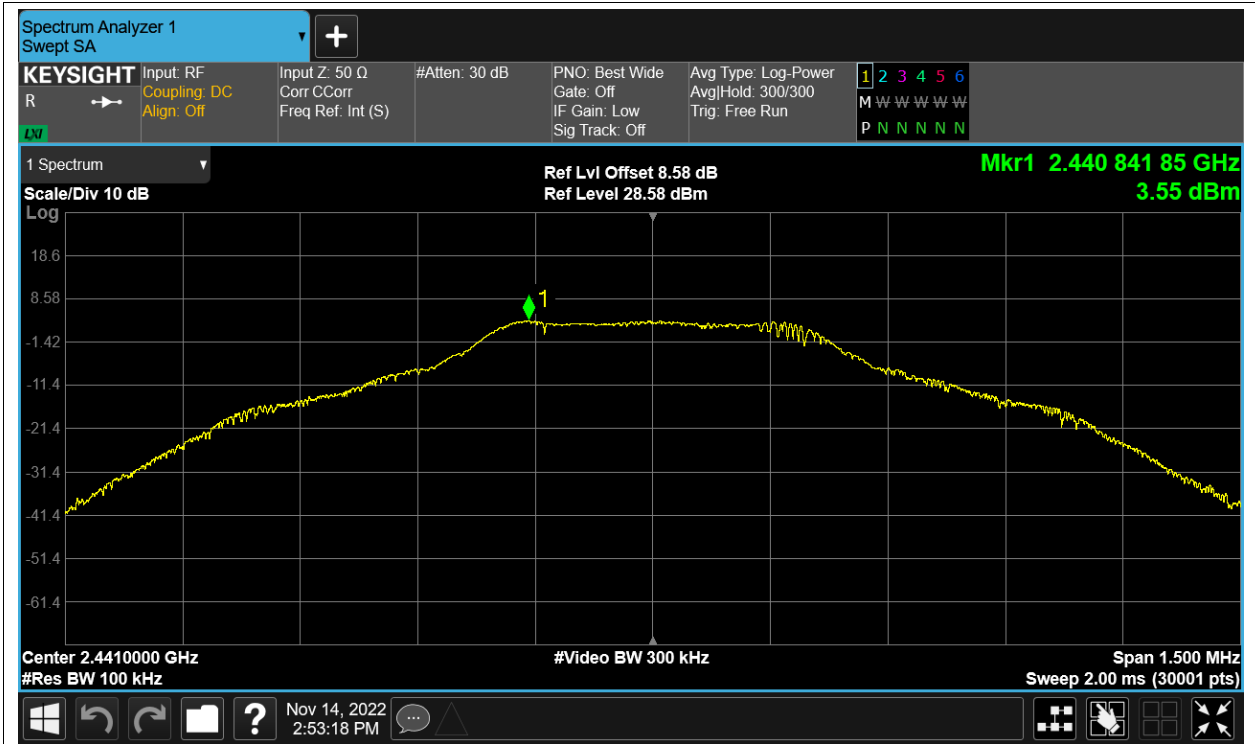 Spectrum Analyzer 1
Swept SA
KEYSIGHT
R
LXI
Input: RF
Coupling: DC
Align: Off
Input Z: 50 Ω
Corr CCorr
Freq Ref: Int (S)
#Atten: 30 dB
PNO: Best Wide
Gate: Off
IF Gain: Low
Sig Track: Off
Avg Type: Log-Power
Avg|Hold: 300/300
Trig: Free Run
1 2 3 4 5 6
M W W W W W
P N N N N N
1 Spectrum
Scale/Div 10 dB
Ref Lvl Offset 8.58 dB
Ref Level 28.58 dBm
Mkr1 2.440 841 85 GHz
3.55 dBm
Log
18.6
8.58
-1.42
-11.4
-21.4
-31.4
-41.4
-51.4
-61.4
1
Center 2.4410000 GHz
#Res BW 100 kHz
#Video BW 300 kHz
Span 1.500 MHz
Sweep 2.00 ms (30001 pts)
?
Nov 14, 2022
2:53:18 PM